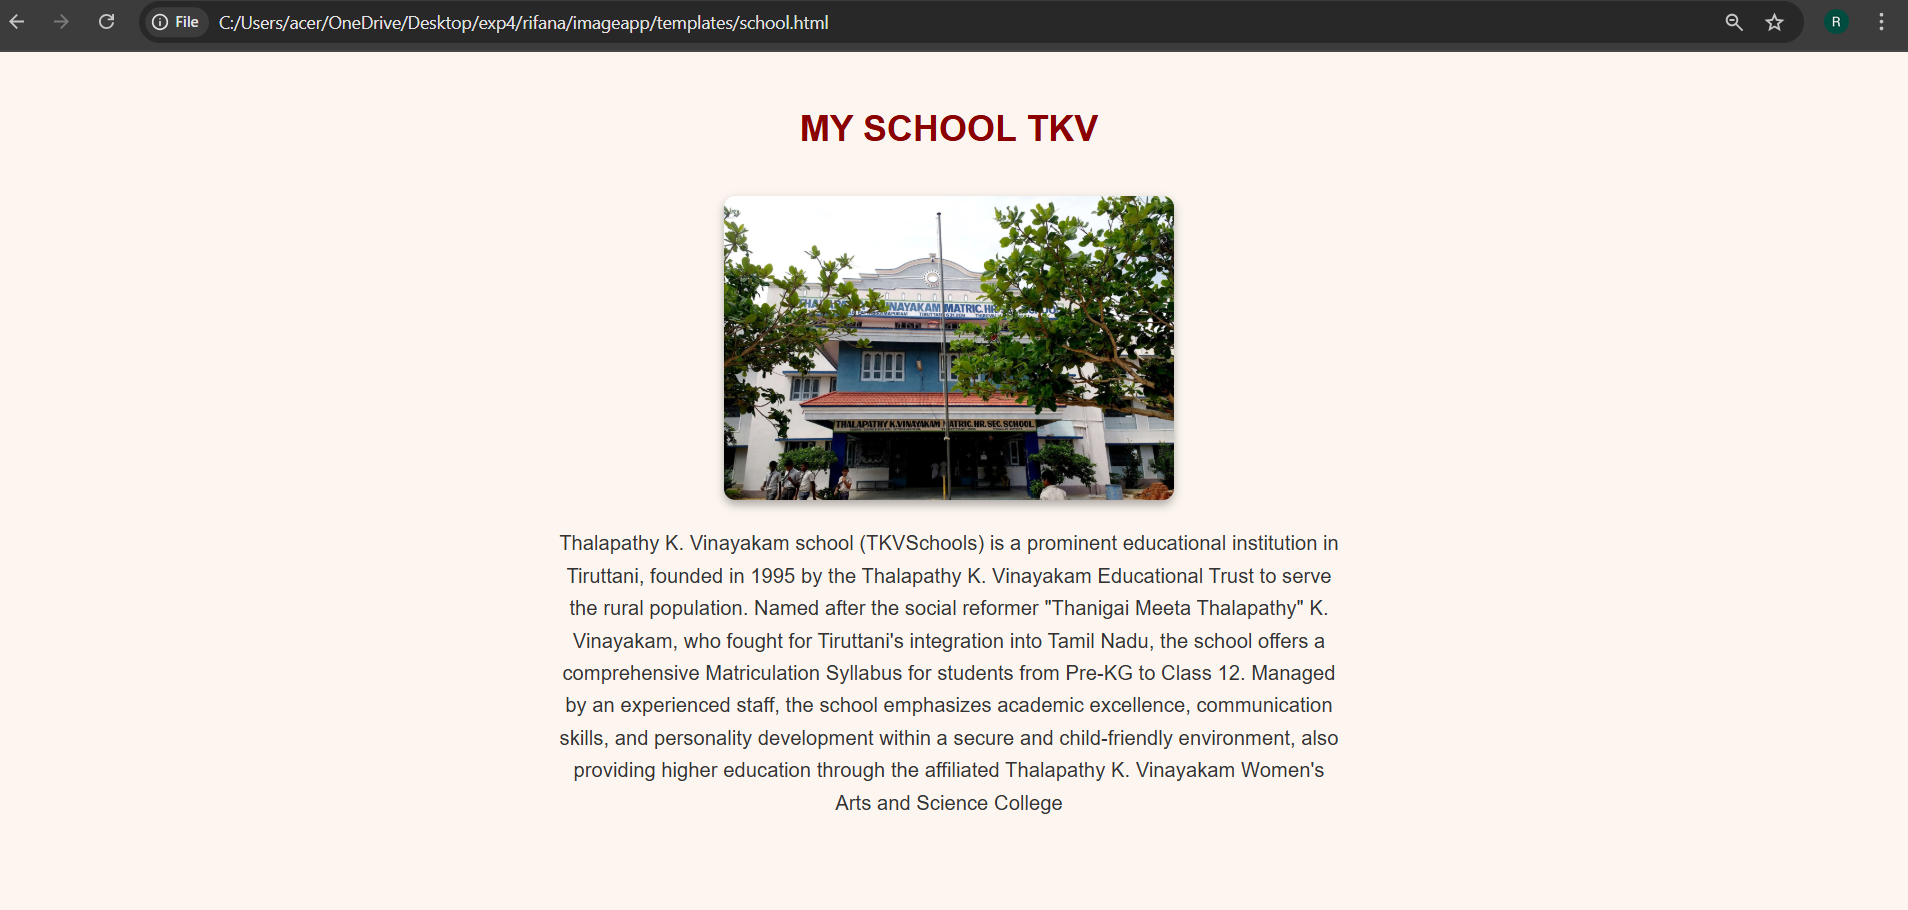 File C:/Users/acer/OneDrive/Desktop/exp4/rifana/imageapp/templates/school.html R
MY SCHOOL TKV
VINAYAKAM MATRIC.HR
THALAPATHY K.VINAYAKAM MATRIC.HR.SEC.SCHOOL
Thalapathy K. Vinayakam school (TKVSchools) is a prominent educational institution in
Tiruttani, founded in 1995 by the Thalapathy K. Vinayakam Educational Trust to serve
the rural population. Named after the social reformer "Thanigai Meeta Thalapathy" K.
Vinayakam, who fought for Tiruttani's integration into Tamil Nadu, the school offers a
comprehensive Matriculation Syllabus for students from Pre-KG to Class 12. Managed
by an experienced staff, the school emphasizes academic excellence, communication
skills, and personality development within a secure and child-friendly environment, also
providing higher education through the affiliated Thalapathy K. Vinayakam Women's
Arts and Science College